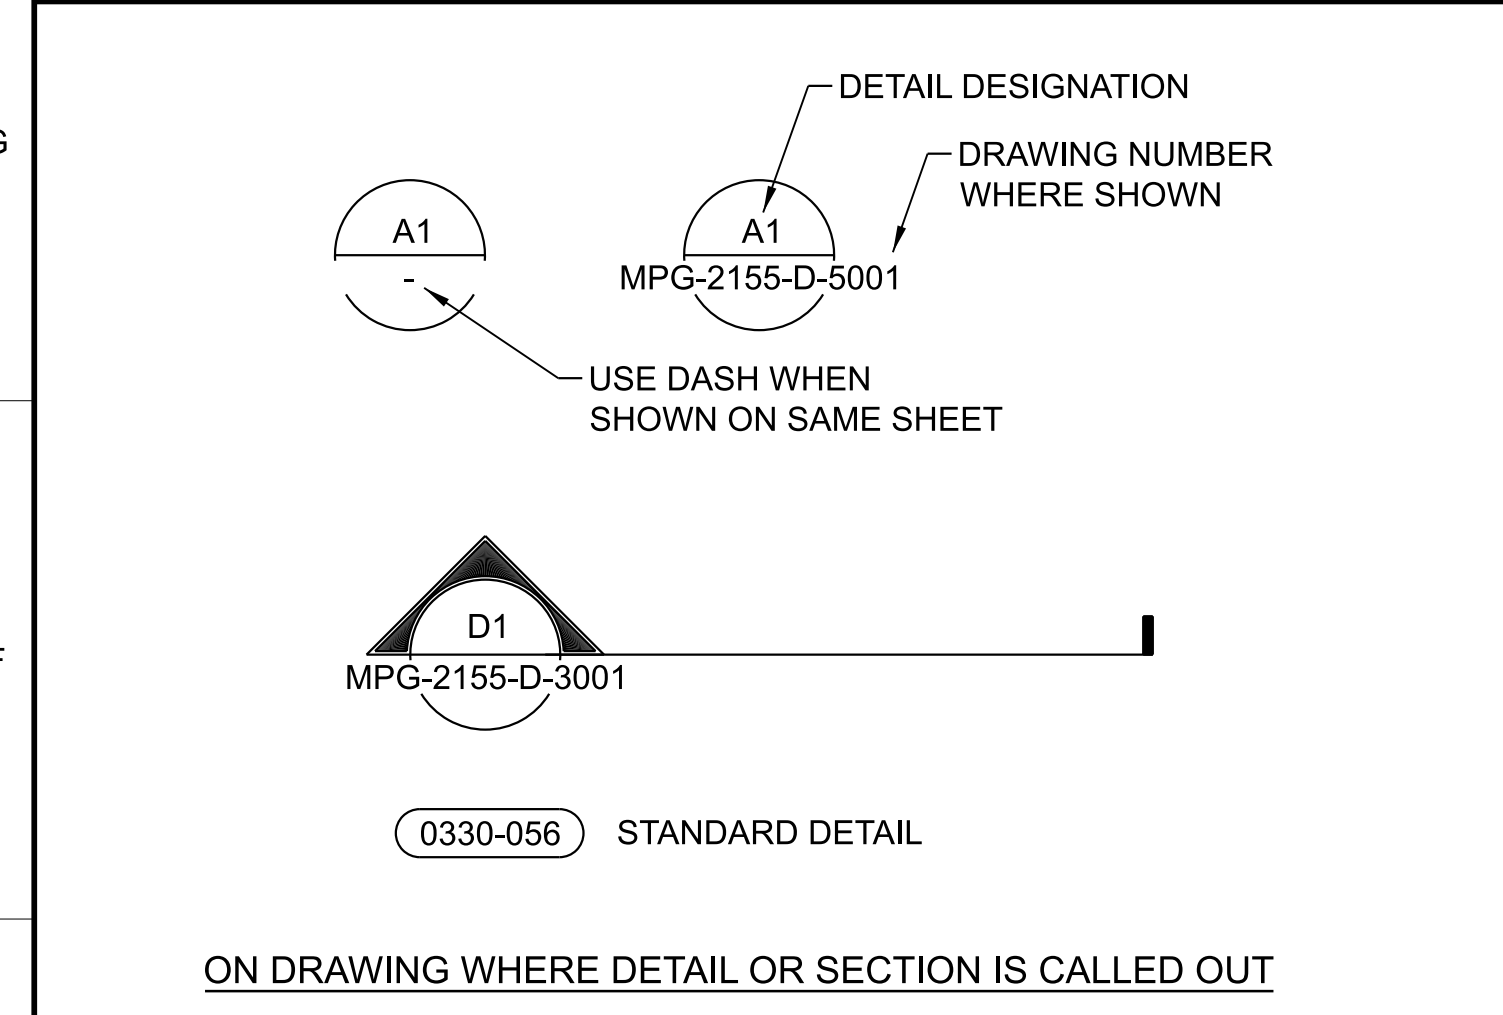 DETAIL DESIGNATION
DRAWING NUMBER
WHERE SHOWN
A1
-
A1
MPG-2155-D-5001
USE DASH WHEN
SHOWN ON SAME SHEET
D1
MPG-2155-D-3001
0330-056 STANDARD DETAIL
ON DRAWING WHERE DETAIL OR SECTION IS CALLED OUT